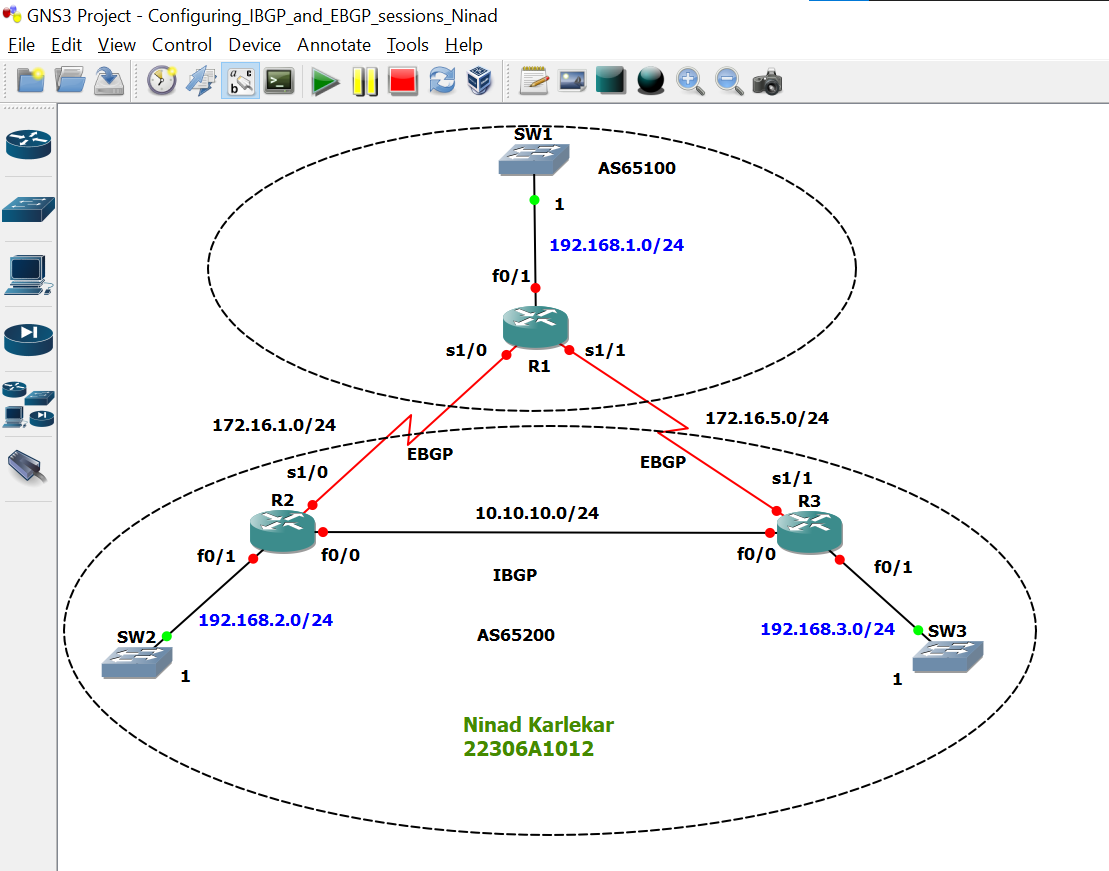 GNS3 Project - Configuring_IBGP_and_EBGP_sessions_Ninad
File Edit View Control Device Annotate Tools Help
a c
b
SW1
AS65100
1
192.168.1.0/24
f0/1
s1/0
s1/1
R1
172.16.1.0/24
172.16.5.0/24
EBGP
EBGP
s1/0
s1/1
R2
R3
10.10.10.0/24
f0/1
f0/0
f0/0
f0/1
IBGP
192.168.2.0/24
192.168.3.0/24
SW2
AS65200
SW3
1
1
Ninad Karlekar
22306A1012